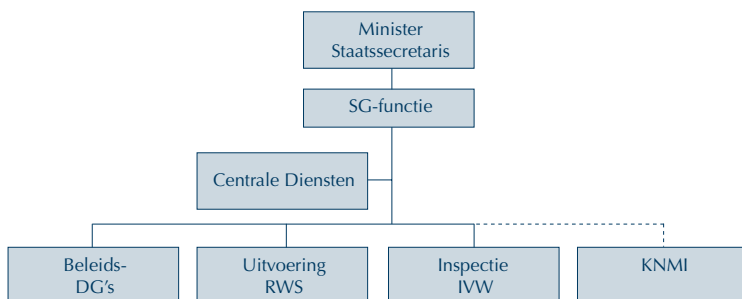 Minister
Staatssecretaris
SG-functie
Centrale Diensten
Beleids-
DG's
Uitvoering
RWS
Inspectie
IVW
KNMI